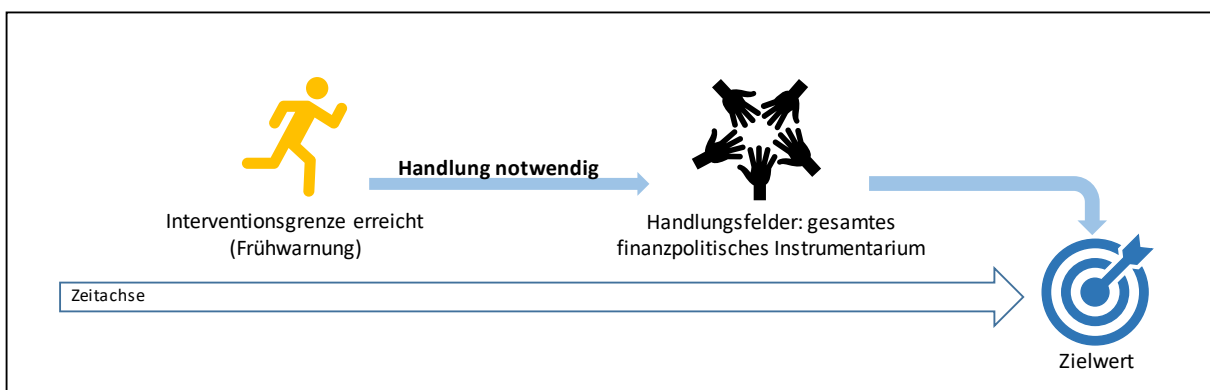 Handlung notwendig
Interventionsgrenze erreicht
(Frühwarnung)
Handlungsfelder: gesamtes
finanzpolitisches Instrumentarium
Zeitachse
Zielwert